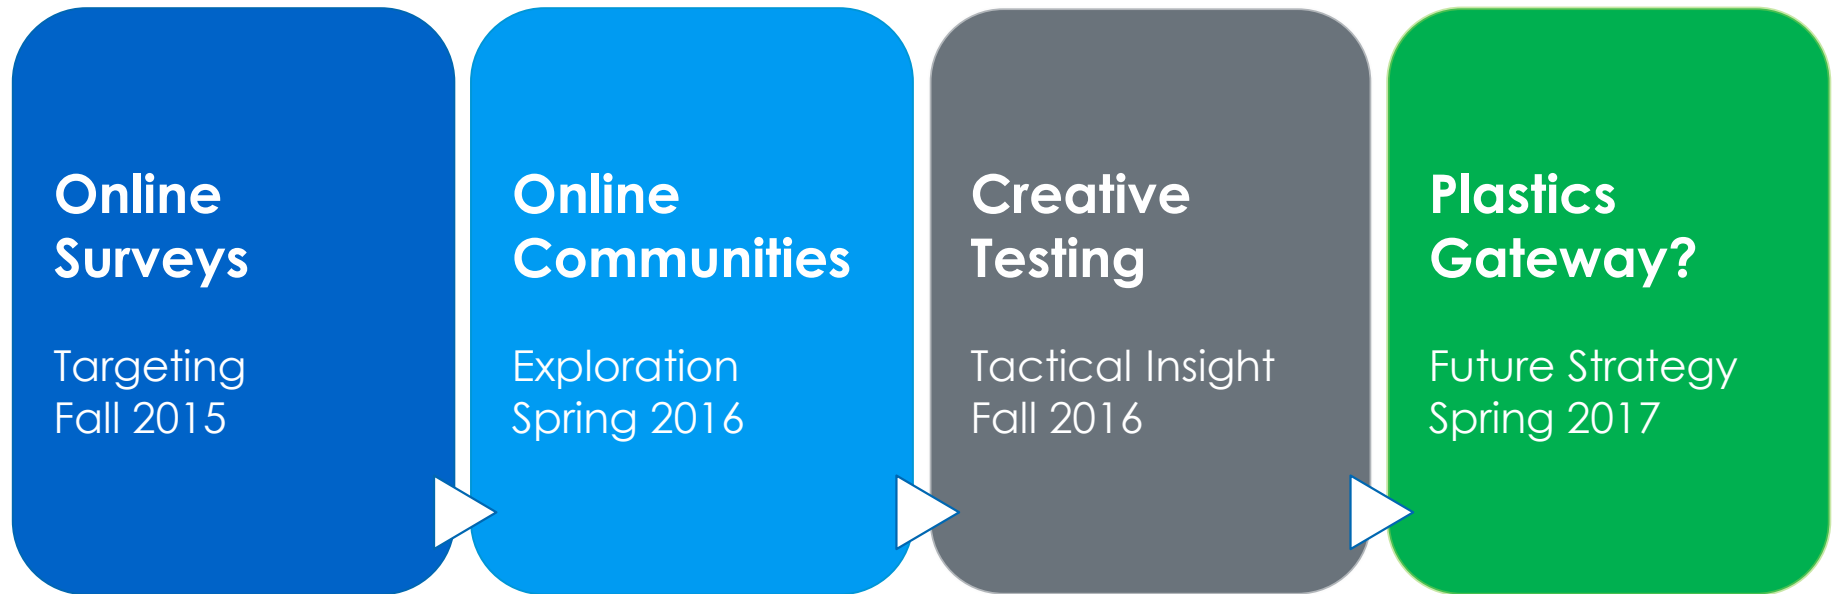 Online
Surveys
Targeting
Fall 2015
Online
Communities
Exploration
Spring 2016
Creative
Testing
Tactical Insight
Fall 2016
Plastics
Gateway?
Future Strategy
Spring 2017